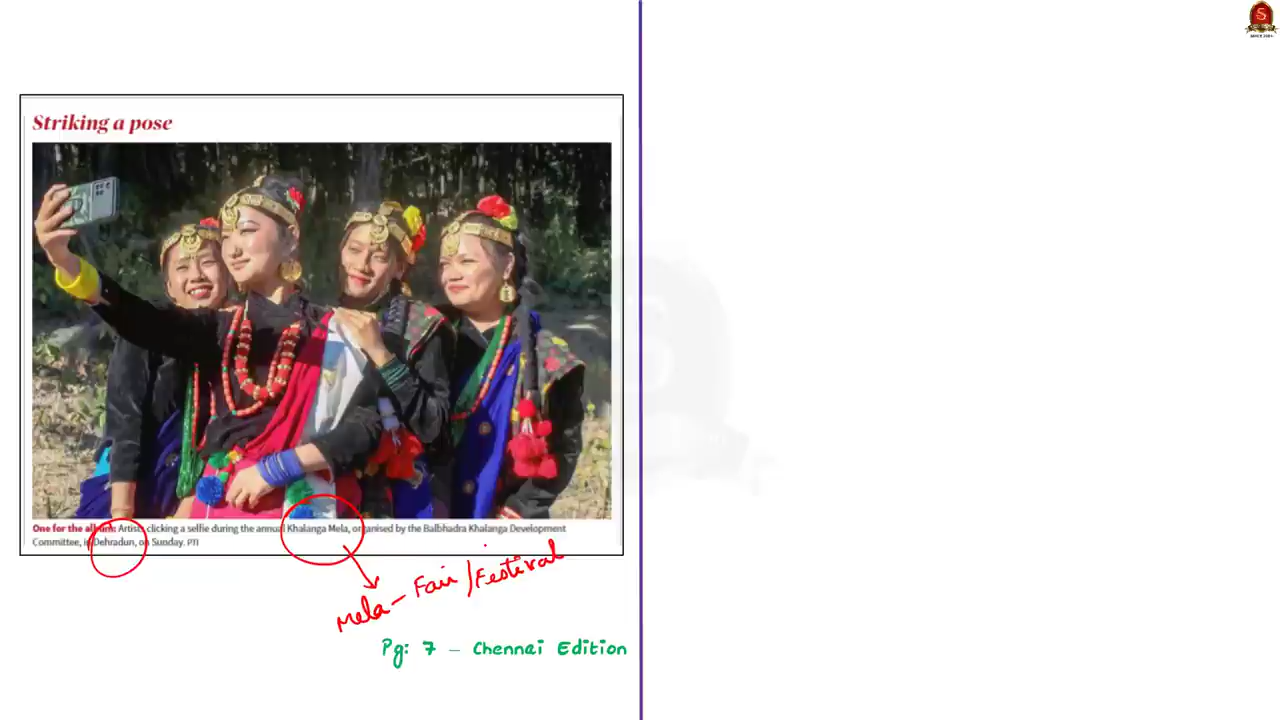 Striking a pose
One for the album: Artists clicking a selfie during the annual Khalanga Mela, organised by the Balbhadra Khalanga Development
Committee, in Dehradun, on Sunday. PTI
Mela - Fair/Festival
Pg: 7 - Chennai Edition